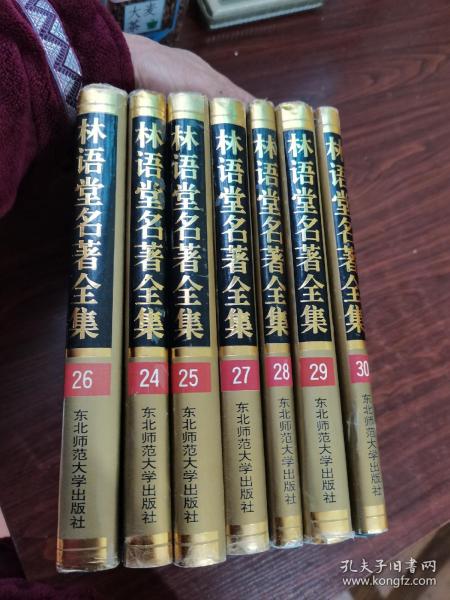 林语堂名著全集
26
东北师范大学出版社
林语堂名著全集
24
东北师范大学出版社
林语堂名著全集
25
东北师范大学出版社
林语堂名著全集
27
东北师范大学出版社
林语堂名著全集
28
东北师范大学出版社
林语堂名著全集
29
东北师范大学出版社
林语堂名著全集
30
东北师范大学出版社
孔夫子旧书网
www.kongfz.com